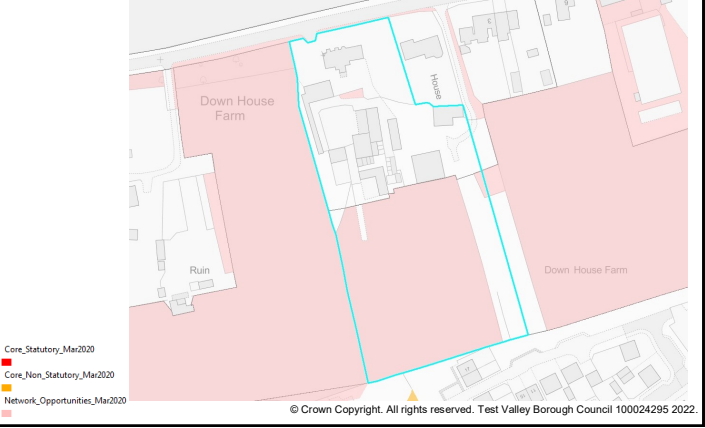 Down House
Farm
House
Ruin
Down House Farm
Core_Statutory_Mar2020
Core_Non_Statutory_Mar2020
Network_Opportunities_Mar2020
© Crown Copyright. All rights reserved. Test Valley Borough Council 100024295 2022.